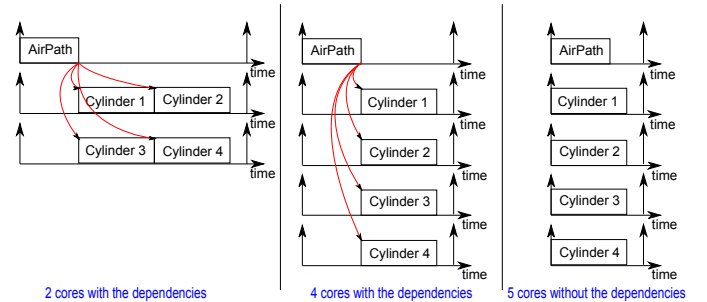 AirPath
time
Cylinder 1 Cylinder 2
time
Cylinder 3 Cylinder 4
time
2 cores with the dependencies
AirPath
time
Cylinder 1
time
Cylinder 2
time
Cylinder 3
time
Cylinder 4
time
4 cores with the dependencies
AirPath
time
Cylinder 1
time
Cylinder 2
time
Cylinder 3
time
Cylinder 4
time
5 cores without the dependencies